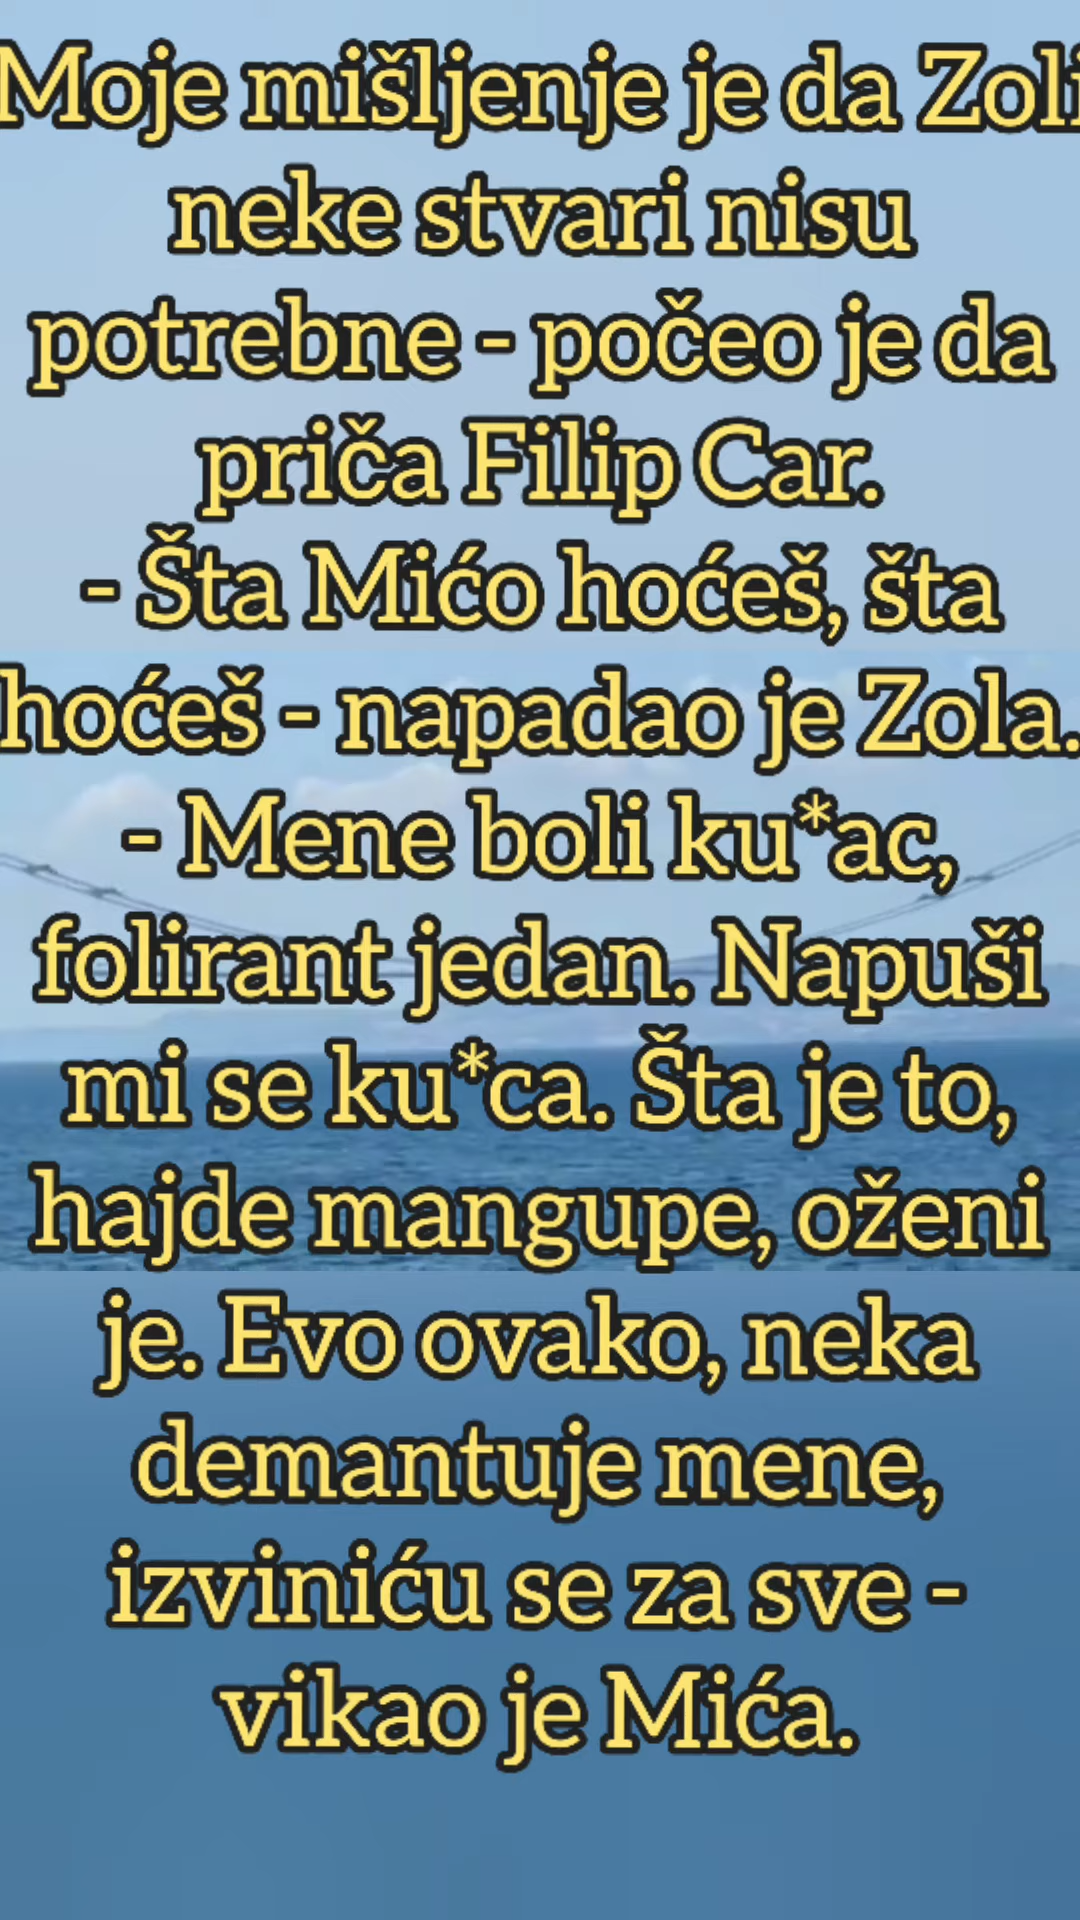 Moje mišljenje je da Zoli
neke stvari nisu
potrebne - počeo je da
priča Filip Car.
- Šta Mićo hoćeš, šta
hoćeš - napadao je Zola.
- Mene boli ku*ac,
folirant jedan. Napuši
mi se ku*ca. Šta je to,
hajde mangupe, oženi
je. Evo ovako, neka
demantuje mene,
izviniću se za sve -
vikao je Mića.